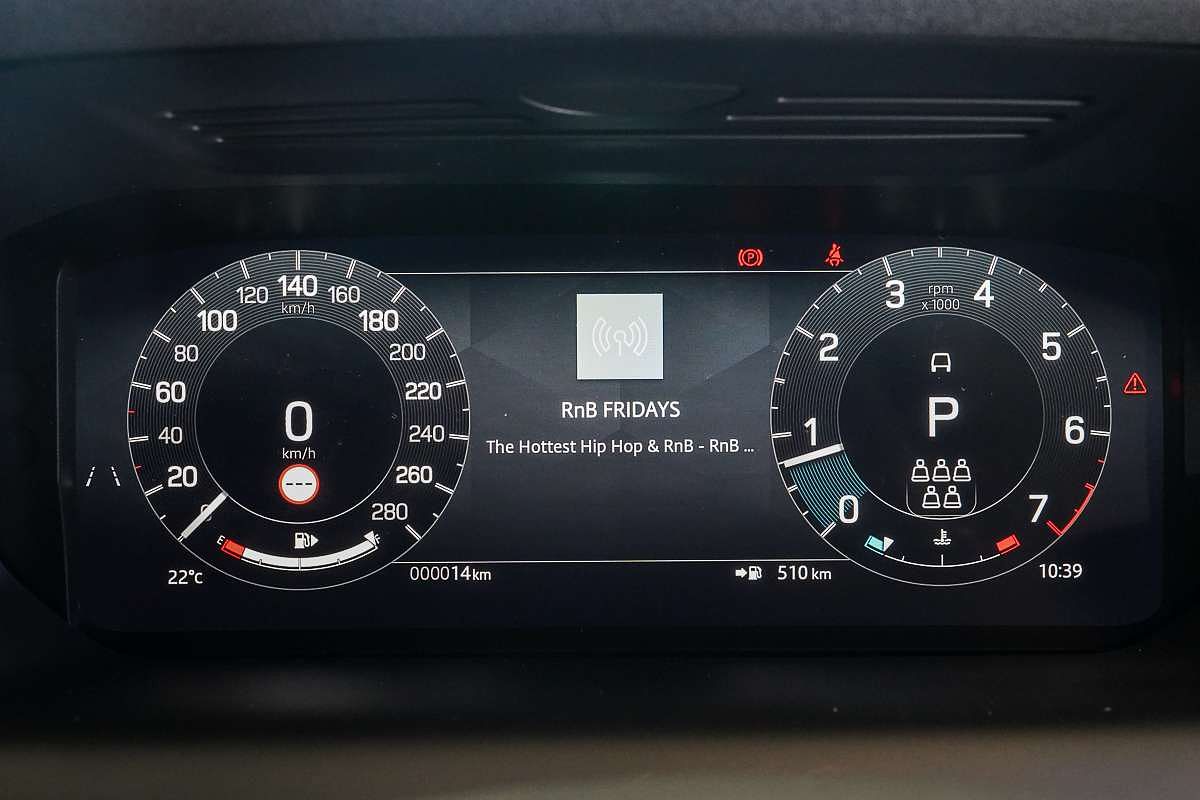 140
120
160
km/h
100
180
80
200
60
220
40
240
20
260
0
280
0
km/h
---
E
F
22°c
000014km
RnB FRIDAYS
The Hottest Hip Hop & RnB - RnB ...
510 km
P
3
4
rpm
x 1000
2
5
1
6
0
7
P
10:39